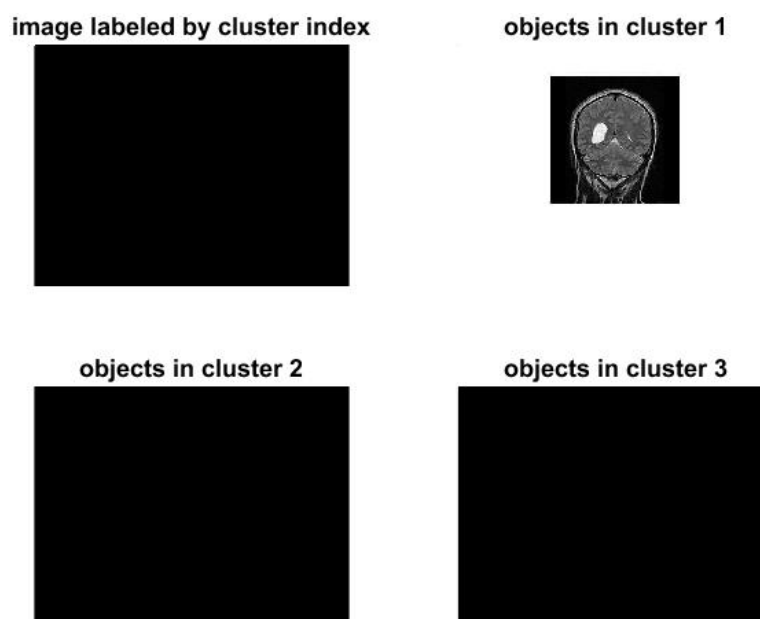 image labeled by cluster index
objects in cluster 1
objects in cluster 2
objects in cluster 3